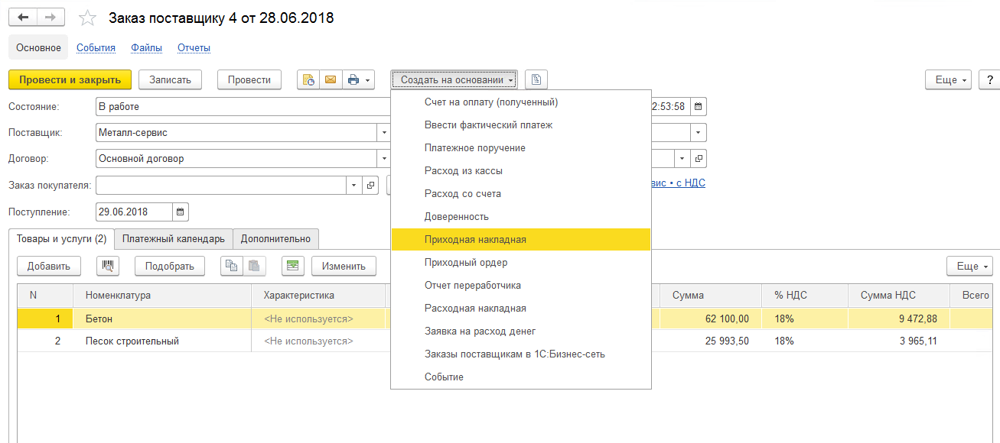 Заказ поставщику 4 от 28.06.2018
Основное События Файлы Отчеты
Провести и закрыть Записать Провести Создать на основании Еще ?
Состояние: В работе 2:53:58
Поставщик: Металл-сервис
Договор: Основной договор
Заказ покупателя: вис • с НДС
Поступление: 29.06.2018
Счет на оплату (полученный)
Ввести фактический платеж
Платежное поручение
Расход из кассы
Расход со счета
Доверенность
Приходная накладная
Приходный ордер
Отчет переработчика
Расходная накладная
Заявка на расход денег
Заказы поставщикам в 1С:Бизнес-сеть
Событие
Товары и услуги (2) Платежный календарь Дополнительно
Добавить Подобрать Изменить Еще
N Номенклатура Характеристика Сумма % НДС Сумма НДС Всего
1 Бетон <Не используется> 62 100,00 18% 9 472,88
2 Песок строительный <Не используется> 25 993,50 18% 3 965,11